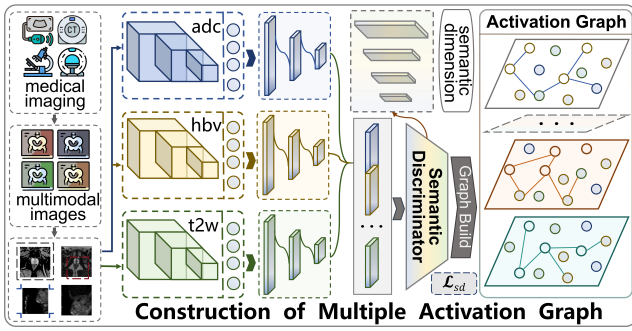 medical
imaging
multimodal
images
adc
hbv
t2w
semantic
dimension
CT
Semantic
Discriminator
Graph Build
ℒsd
Activation Graph
Construction of Multiple Activation Graph